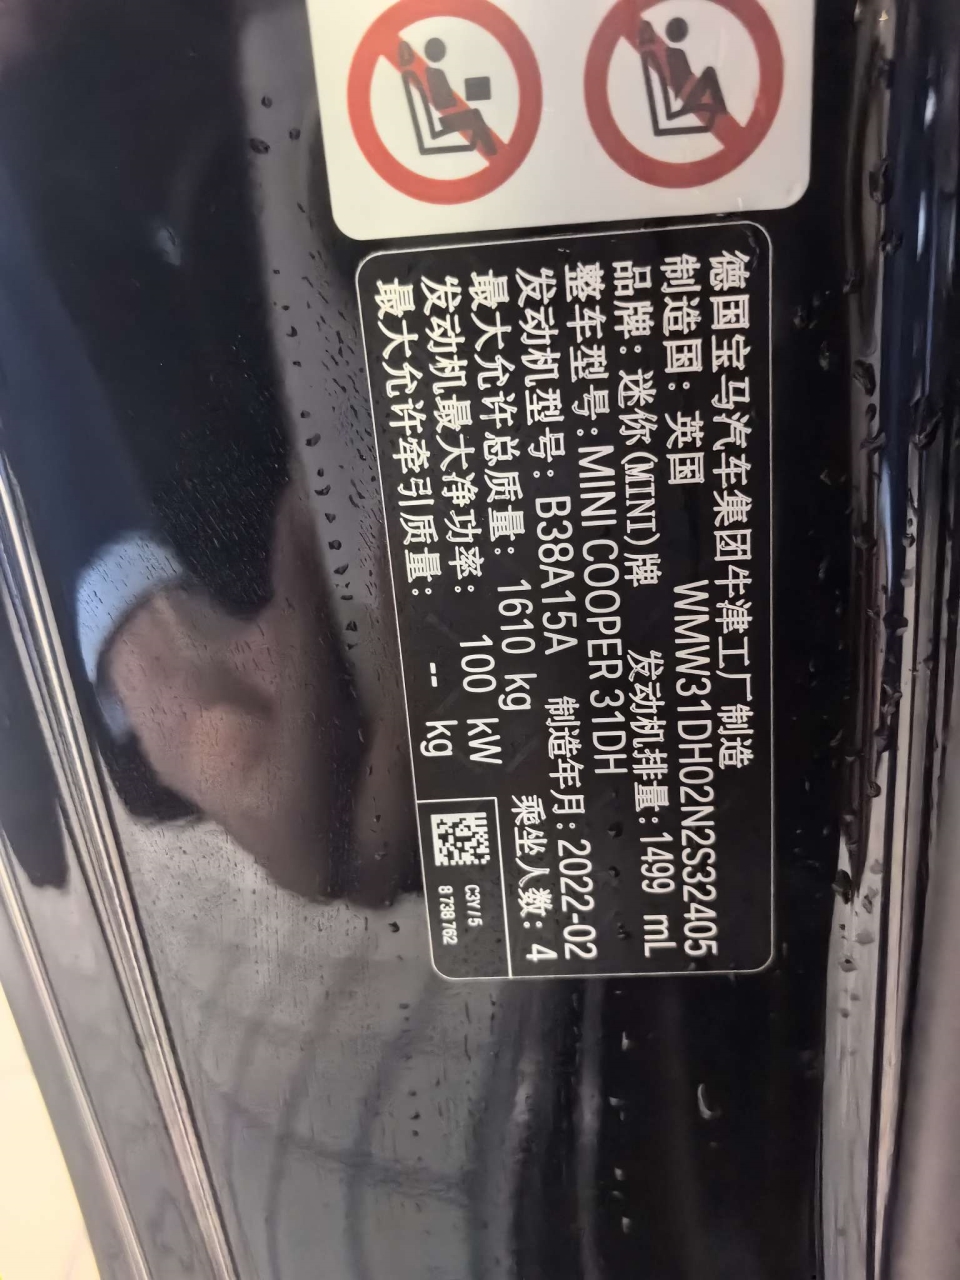 德国宝马汽车集团牛津工厂制造
制造国：英国 WMW31DH02N2S32405
品牌：迷你(MINI)牌 发动机排量：1499 mL
整车型号：MINI COOPER 31DH
发动机型号：B38A15A 制造年月：2022-02
最大允许总质量：1610 kg 乘坐人数：4
发动机最大净功率：100 kW
最大允许牵引质量：-- kg
C3Y/5
8 738 762